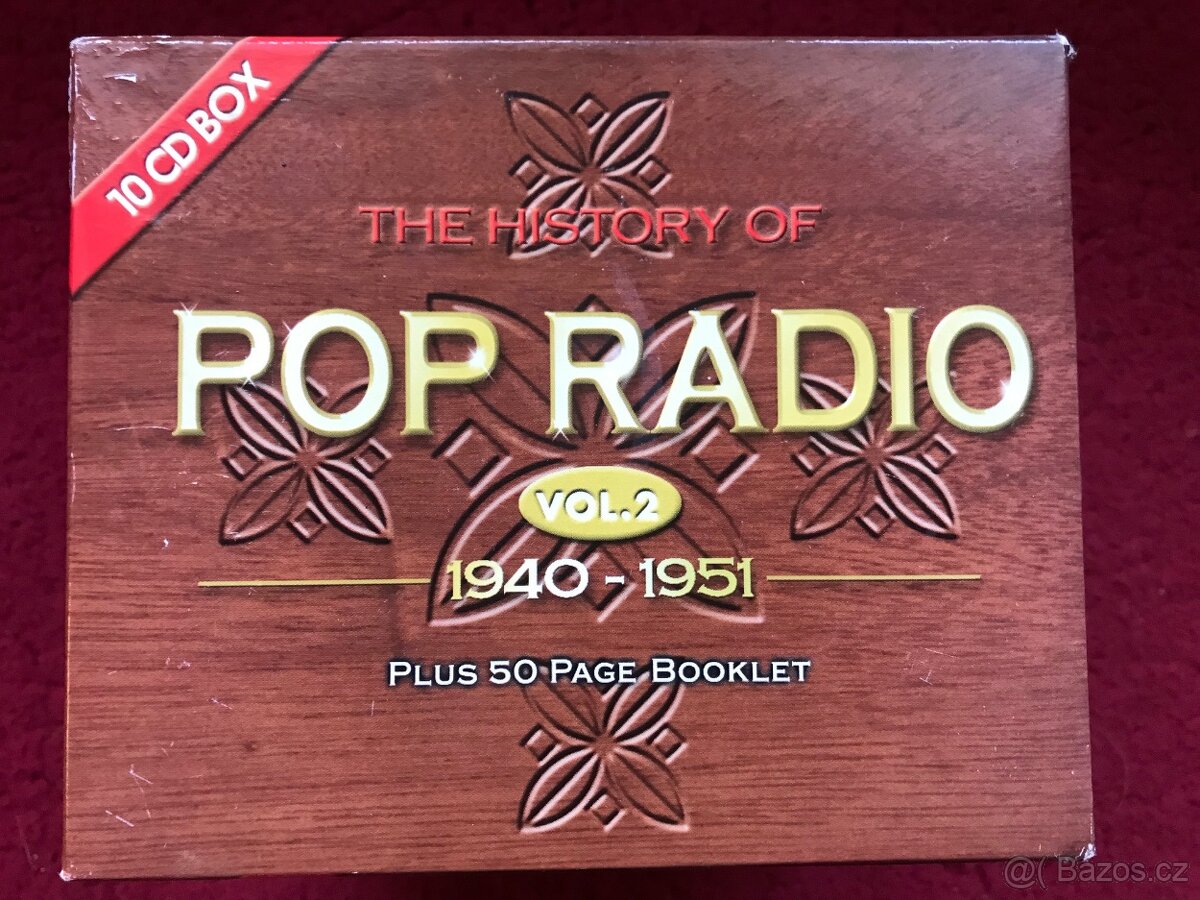 10 CD BOX
THE HISTORY OF
POP RADIO
VOL.2
1940 - 1951
PLUS 50 PAGE BOOKLET
@( Bazos.cz